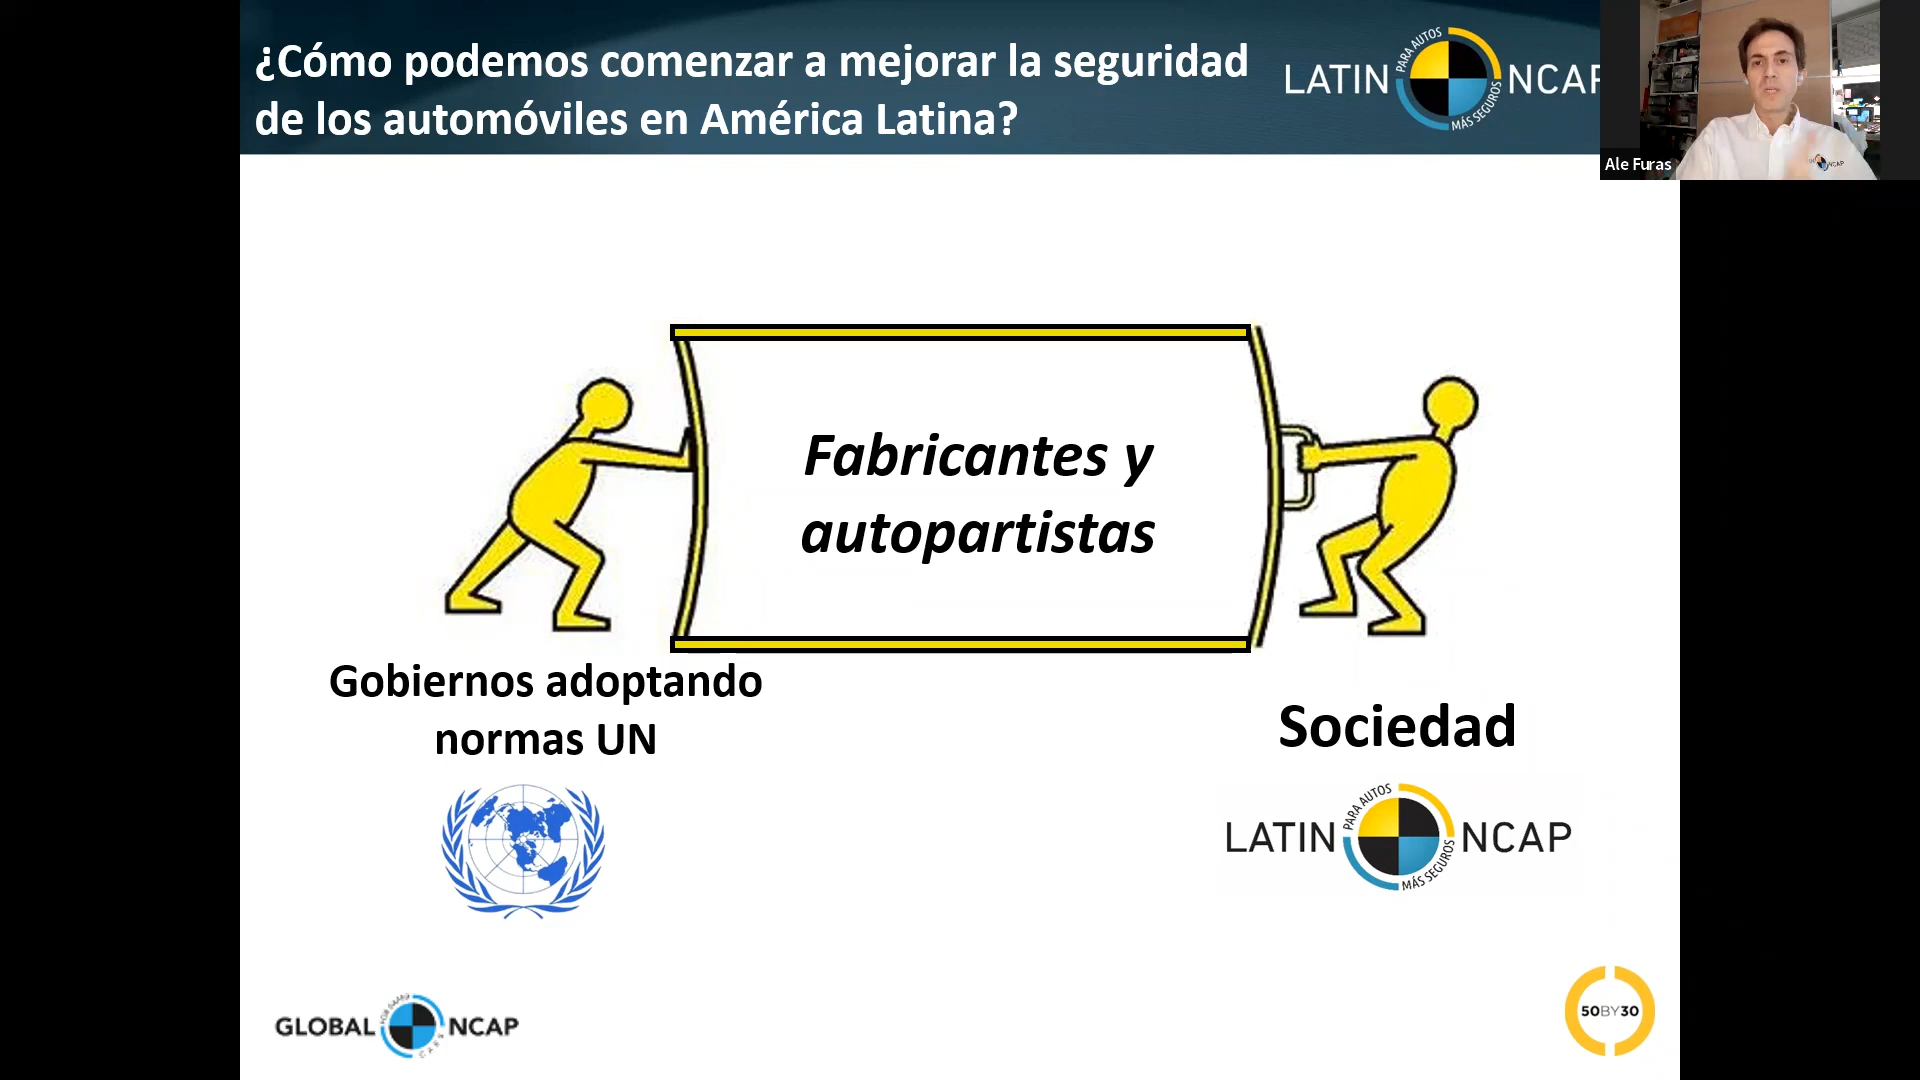 ¿Cómo podemos comenzar a mejorar la seguridad
de los automóviles en América Latina?
LATIN NCAP
PARA AUTOS
MÁS SEGUROS
Ale Furas
Fabricantes y
autopartistas
Gobiernos adoptando
normas UN
Sociedad
LATIN NCAP
PARA AUTOS
MÁS SEGUROS
GLOBAL NCAP
50BY30